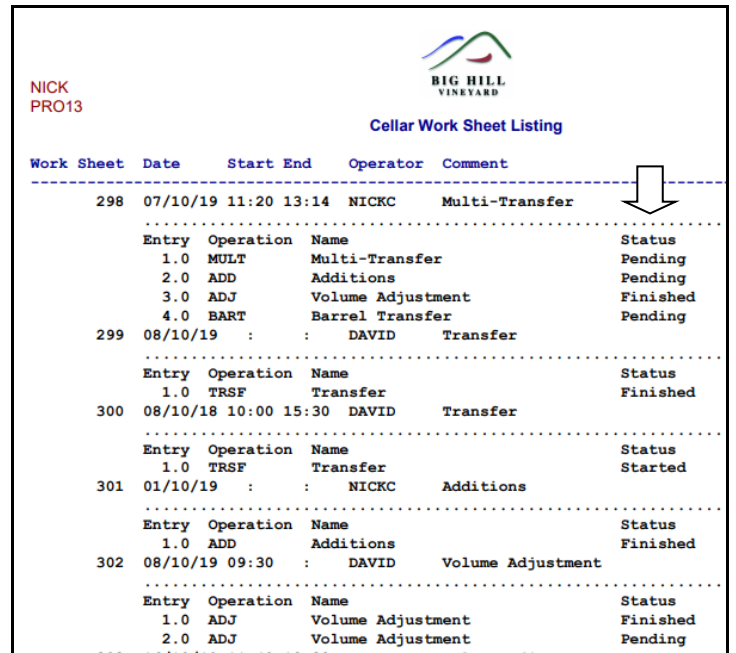 BIG HILL
VINEYARD
NICK
PRO13
Cellar Work Sheet Listing
Work Sheet Date Start End Operator Comment
298 07/10/19 11:20 13:14 NICKC Multi-Transfer
Entry Operation Name Status
1.0 MULT Multi-Transfer Pending
2.0 ADD Additions Pending
3.0 ADJ Volume Adjustment Finished
4.0 BART Barrel Transfer Pending
299 08/10/19 : : DAVID Transfer
Entry Operation Name Status
1.0 TRSF Transfer Finished
300 08/10/18 10:00 15:30 DAVID Transfer
Entry Operation Name Status
1.0 TRSF Transfer Started
301 01/10/19 : : NICKC Additions
Entry Operation Name Status
1.0 ADD Additions Finished
302 08/10/19 09:30 : DAVID Volume Adjustment
Entry Operation Name Status
1.0 ADJ Volume Adjustment Finished
2.0 ADJ Volume Adjustment Pending